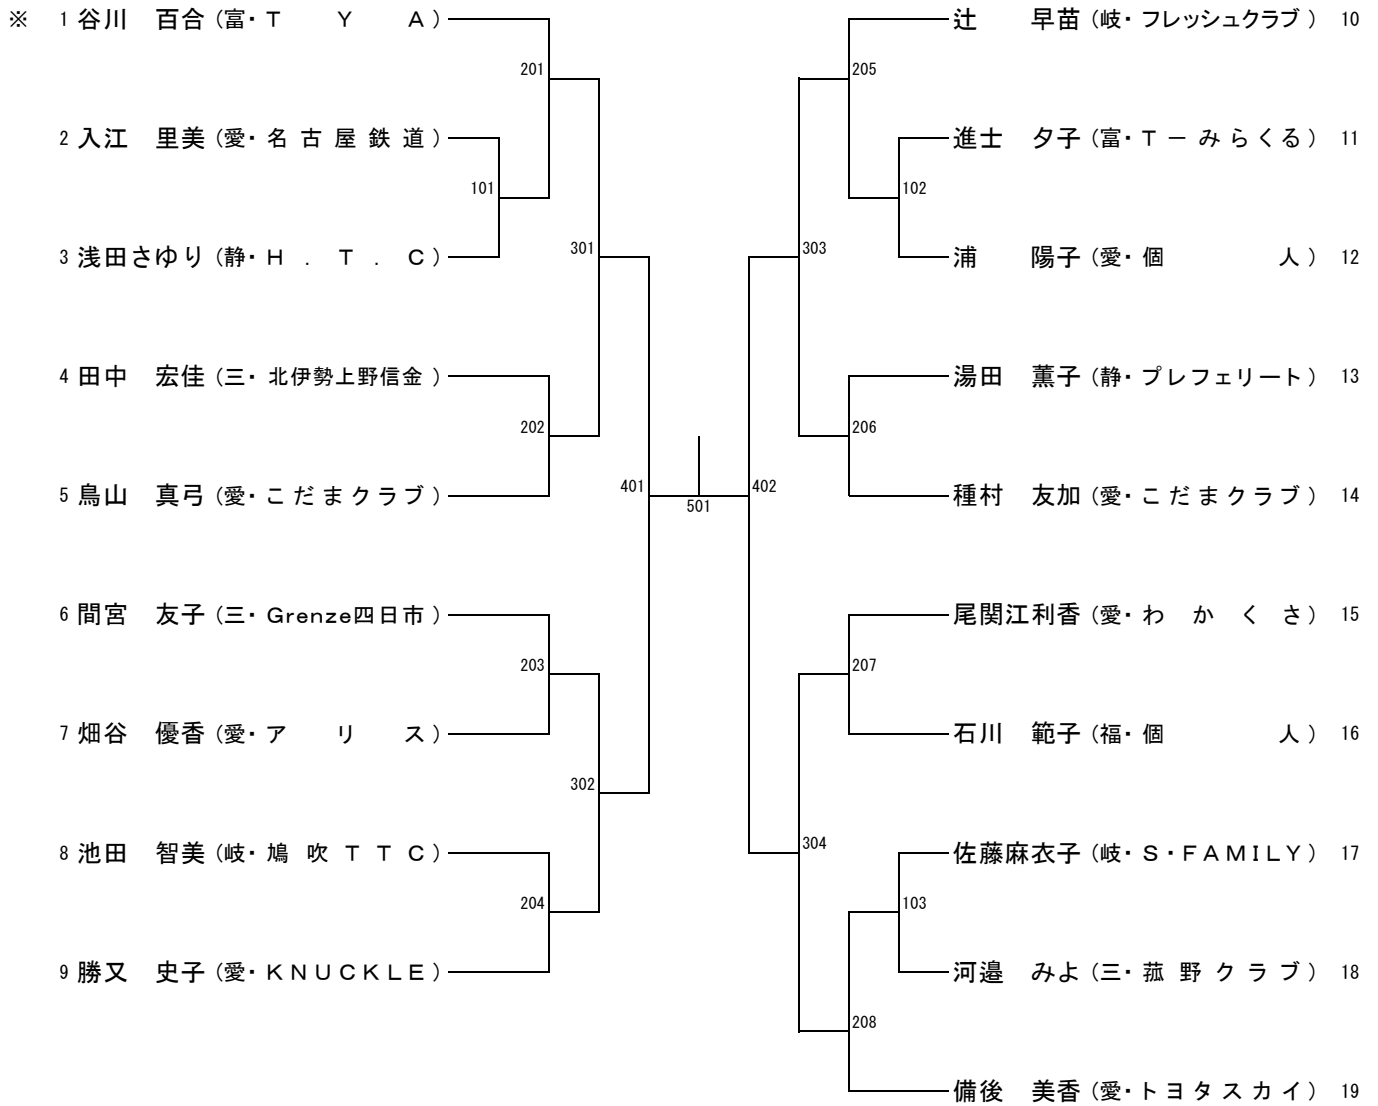 ※ 1 谷川 百合 (富・T Y A)
201
2 入江 里美 (愛・名古屋鉄道)
101
3 浅田さゆり (静・H.T.C)
301
4 田中 宏佳 (三・北伊勢上野信金)
202
5 鳥山 真弓 (愛・こだまクラブ)
401
6 間宮 友子 (三・Grenze四日市)
203
7 畑谷 優香 (愛・アリス)
302
8 池田 智美 (岐・鳩吹TTC)
204
9 勝又 史子 (愛・KNUCKLE)
501
辻 早苗 (岐・フレッシュクラブ) 10
205
進士 夕子 (富・T－みらくる) 11
102
浦 陽子 (愛・個人) 12
303
湯田 薫子 (静・プレフェリート) 13
206
種村 友加 (愛・こだまクラブ) 14
402
尾関江利香 (愛・わかくさ) 15
207
石川 範子 (福・個人) 16
304
佐藤麻衣子 (岐・S・FAMILY) 17
103
河邉 みよ (三・菰野クラブ) 18
208
備後 美香 (愛・トヨタスカイ) 19